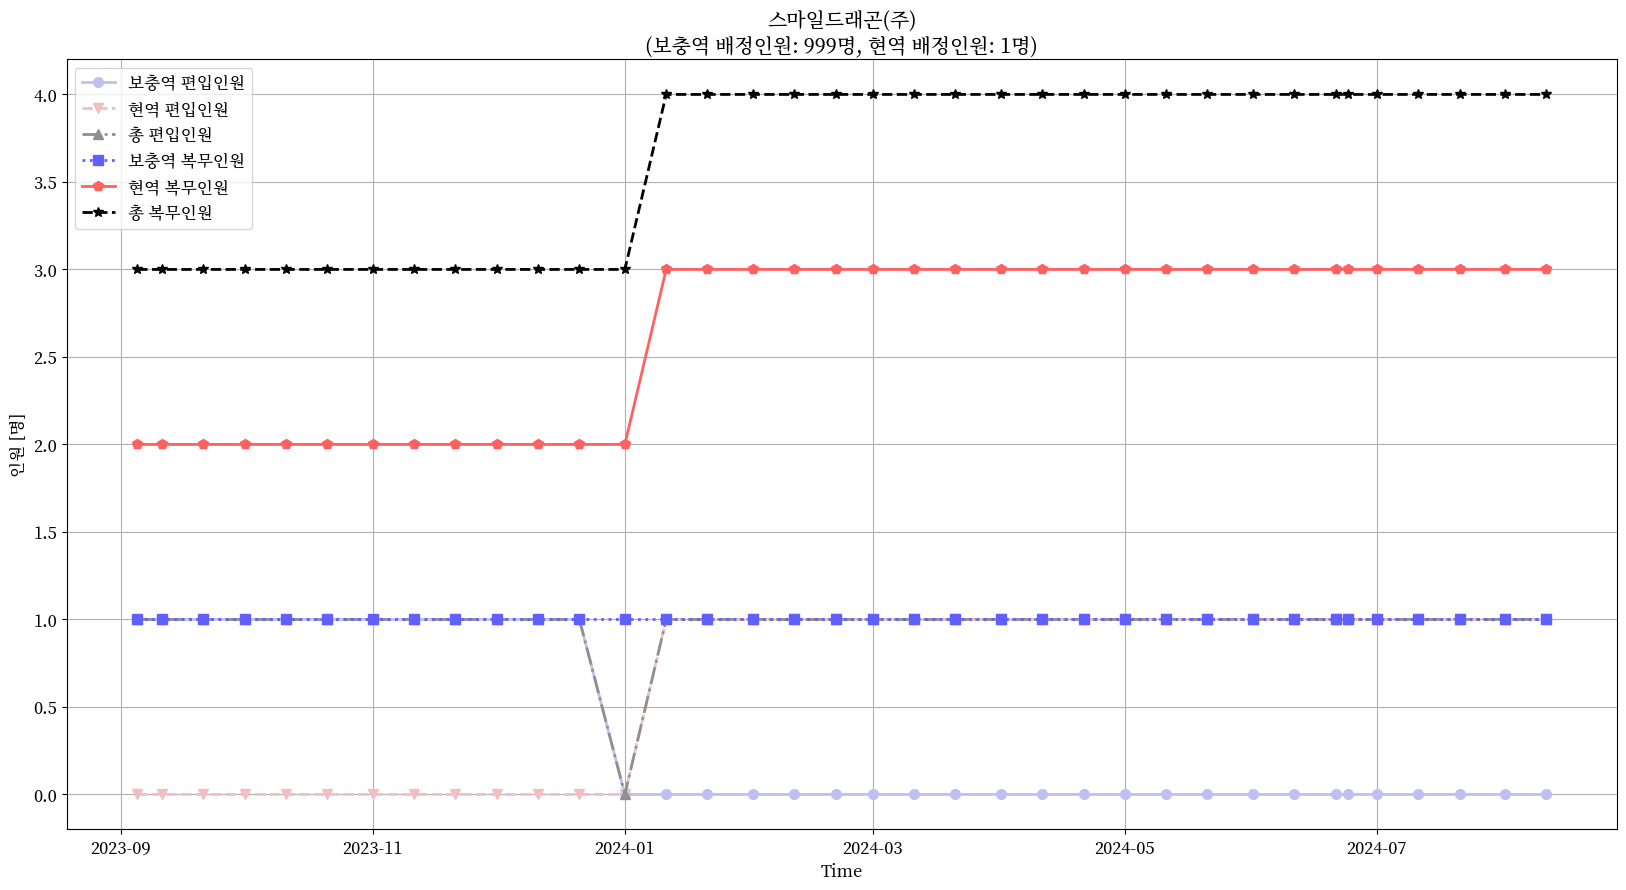 스마일드래곤(주)
(보충역 배정인원: 999명, 현역 배정인원: 1명)
보충역 편입인원
현역 편입인원
총 편입인원
보충역 복무인원
현역 복무인원
총 복무인원
4.0
3.5
3.0
2.5
2.0
1.5
1.0
0.5
0.0
인원 [명]
2023-09 2023-11 2024-01 2024-03 2024-05 2024-07
Time